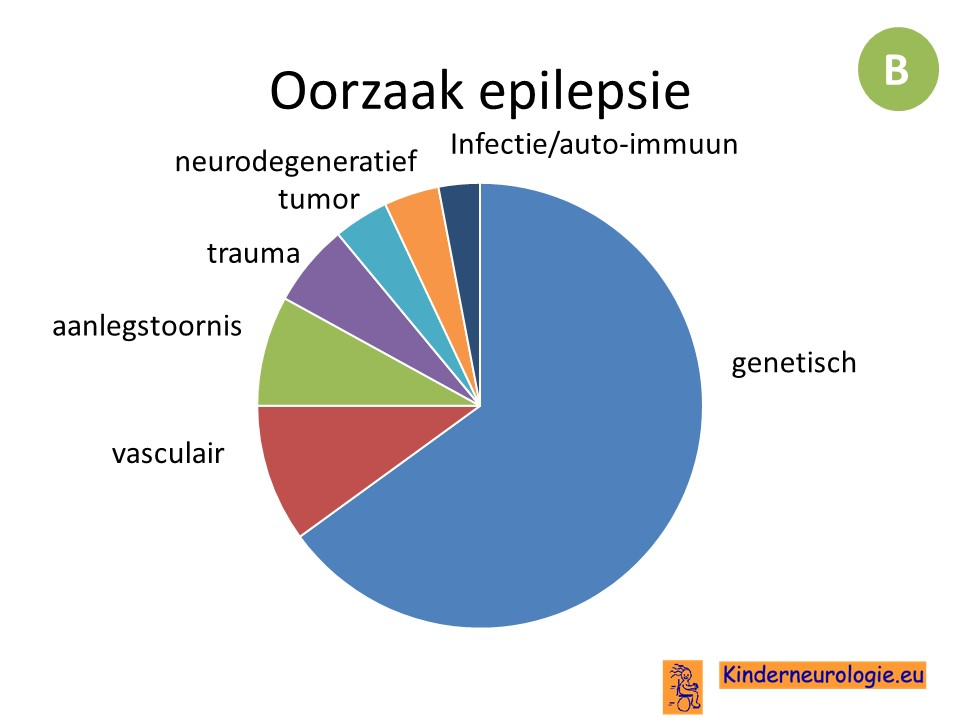 B
Oorzaak epilepsie
Infectie/auto-immuun
neurodegeneratief
tumor
trauma
aanlegstoornis
genetisch
vasculair
Kinderneurologie.eu